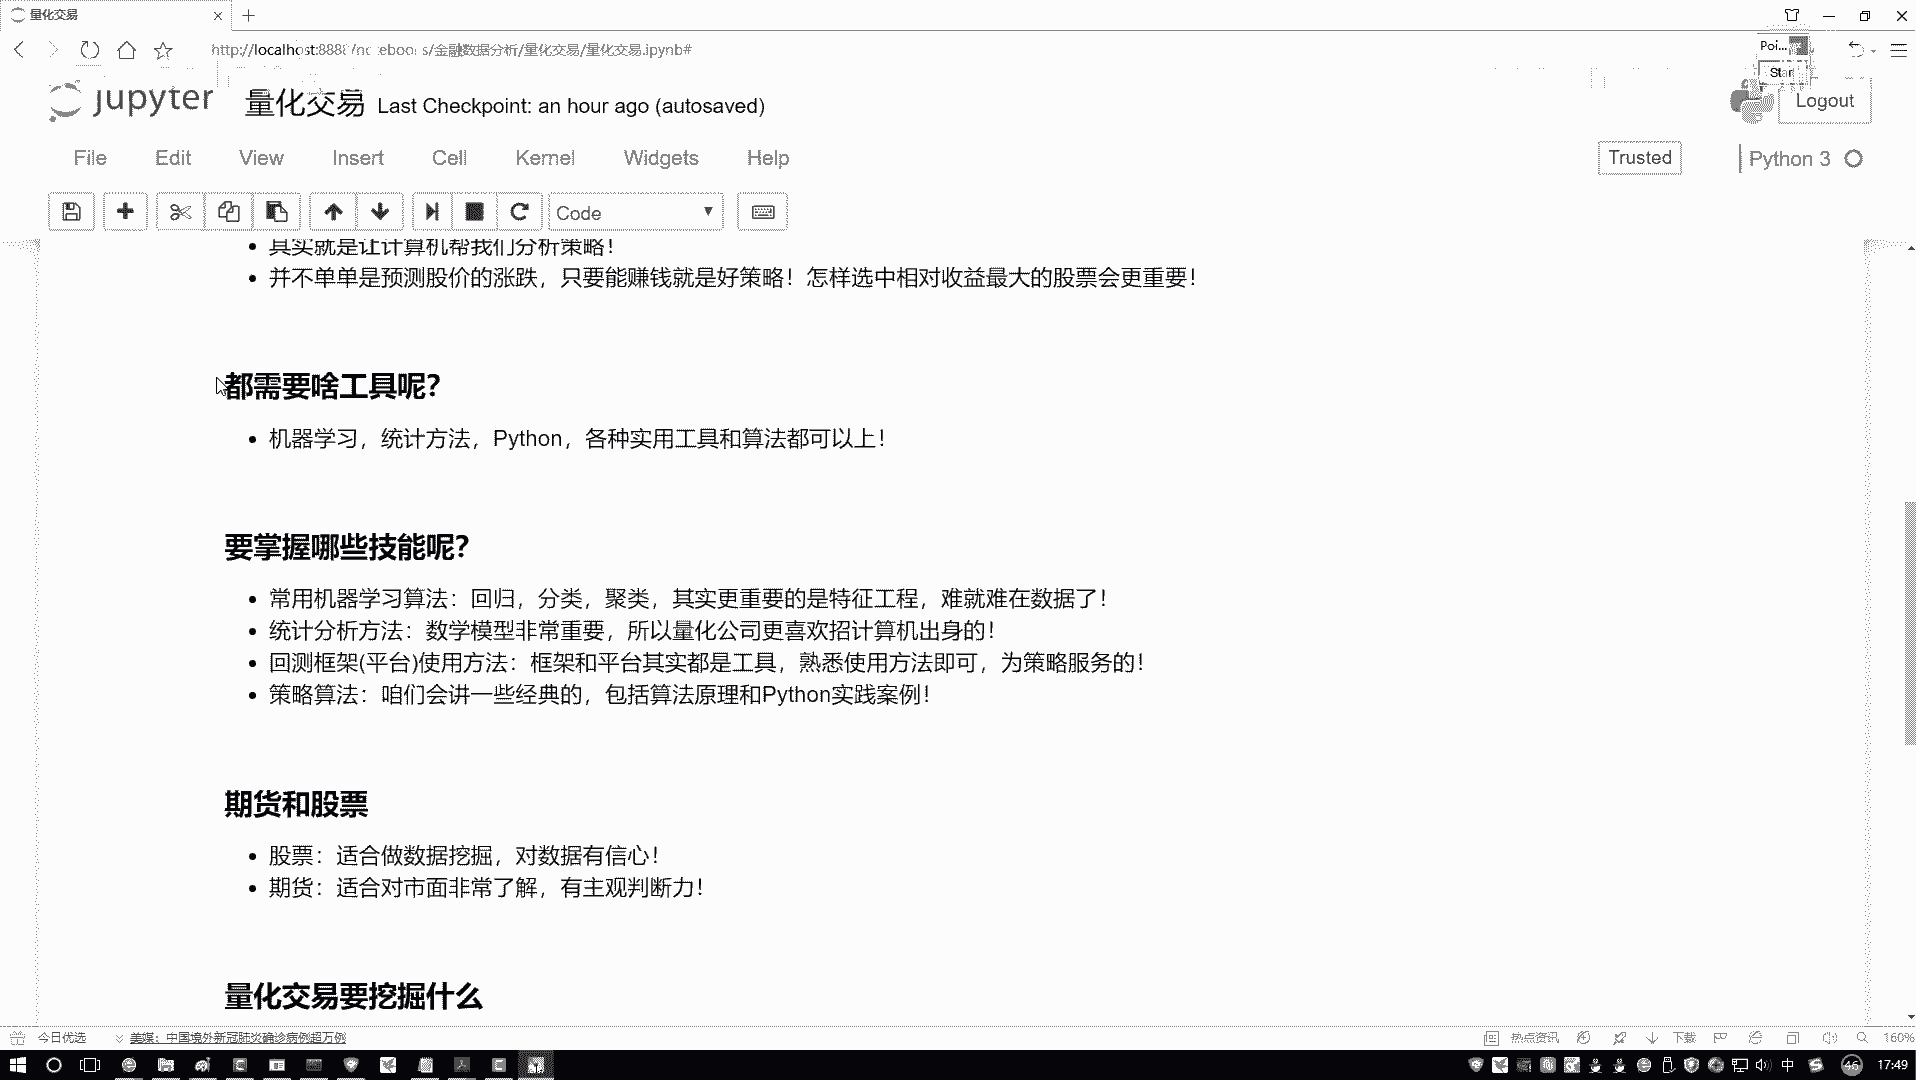 量化交易
http://localhost:888 /notebooks/金融数据分析/量化交易/量化交易.ipynb#
Poi...
Star
jupyter 量化交易 Last Checkpoint: an hour ago (autosaved)
Logout
File Edit View Insert Cell Kernel Widgets Help
Trusted
Python 3
Code
其实就是让计算机帮我们分析策略！
并不单单是预测股价的涨跌，只要能赚钱就是好策略！怎样选中相对收益最大的股票会更重要！
都需要啥工具呢？
机器学习，统计方法，Python，各种实用工具和算法都可以上！
要掌握哪些技能呢？
常用机器学习算法：回归，分类，聚类，其实更重要的是特征工程，难就难在数据了！
统计分析方法：数学模型非常重要，所以量化公司更喜欢招计算机出身的！
回测框架(平台)使用方法：框架和平台其实都是工具，熟悉使用方法即可，为策略服务的！
策略算法：咱们会讲一些经典的，包括算法原理和Python实践案例！
期货和股票
股票：适合做数据挖掘，对数据有信心！
期货：适合对市面非常了解，有主观判断力！
量化交易要挖掘什么
今日优选
美媒：中国境外新冠肺炎确诊病例超万例
热点资讯
下载
160%
中
46
17:49